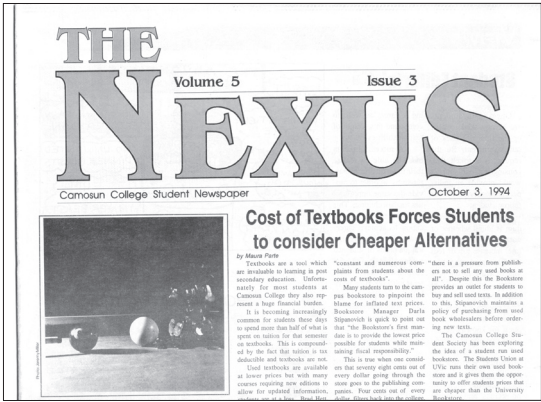 THE
NEXUS
Volume 5
Issue 3
Camosun College Student Newspaper
October 3, 1994
Cost of Textbooks Forces Students
to consider Cheaper Alternatives
by Maura Parte
Textbooks are a tool which
are invaluable to learning in post
secondary education. Unfortu-
nately for most students at
Camosun College they also rep-
resent a huge financial burden.
It is becoming increasingly
common for students these days
to spend more than half of what is
spent on tuition for that semester
on textbooks. This is compound-
ed by the fact that tuition is tax
deductible and textbooks are not.
Used textbooks are available
at lower prices but with many
courses requiring new editions to
allow for updated information,
"constant and numerous com-
plaints from students about the
costs of textbooks".
Many students turn to the cam-
pus bookstore to pinpoint the
blame for inflated text prices.
Bookstore Manager Darla
Stipanovich is quick to point out
that "the Bookstore's first man-
date is to provide the lowest price
possible for students while main-
taining fiscal responsibility."
This is true when one consid-
ers that seventy eight cents out of
every dollar going through the
store goes to the publishing com-
panies. Four cents out of every
dollar filters back into the college,
"there is a pressure from publish-
ers not to sell any used books at
all". Despite this the Bookstore
provides an outlet for students to
buy and sell used texts. In addition
to this, Stipanovich maintains a
policy of purchasing from used
book wholesalers before order-
ing new texts.
The Camosun College Stu-
dent Society has been exploring
the idea of a student run used
bookstore. The Students Union at
UVic runs their own used book-
store and it gives them the oppor-
tunity to offer students prices that
are cheaper than the University
Bookstore.